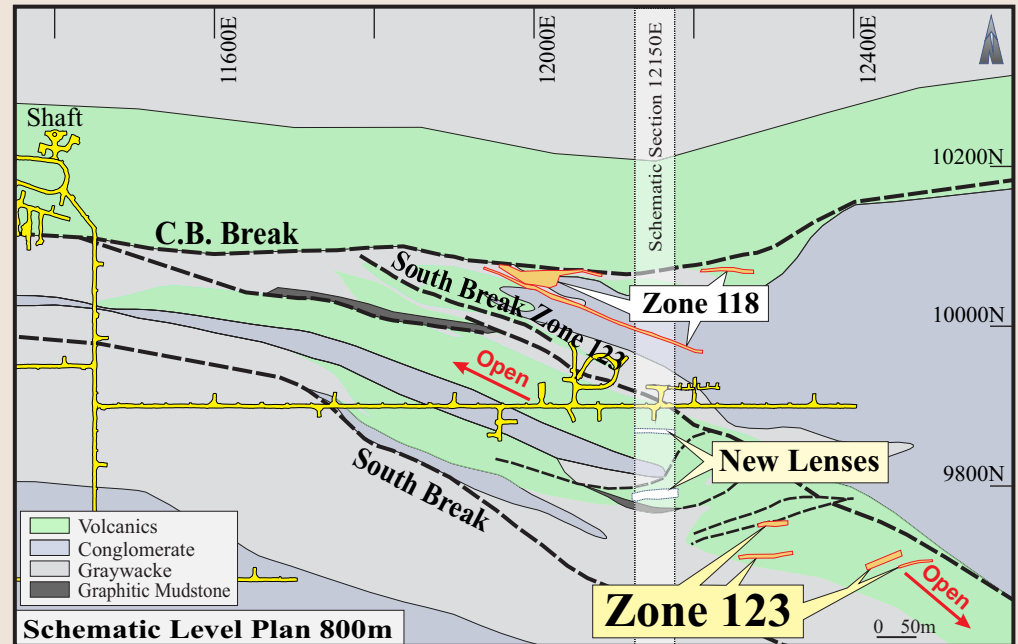 11600E
12000E
12400E
Schematic Section 12150E
Shaft
10200N
C.B. Break
South Break Zone 123
Zone 118
10000N
Open
New Lenses
9800N
South Break
Volcanics
Conglomerate
Graywacke
Graphitic Mudstone
Zone 123
Open
0 50m
Schematic Level Plan 800m